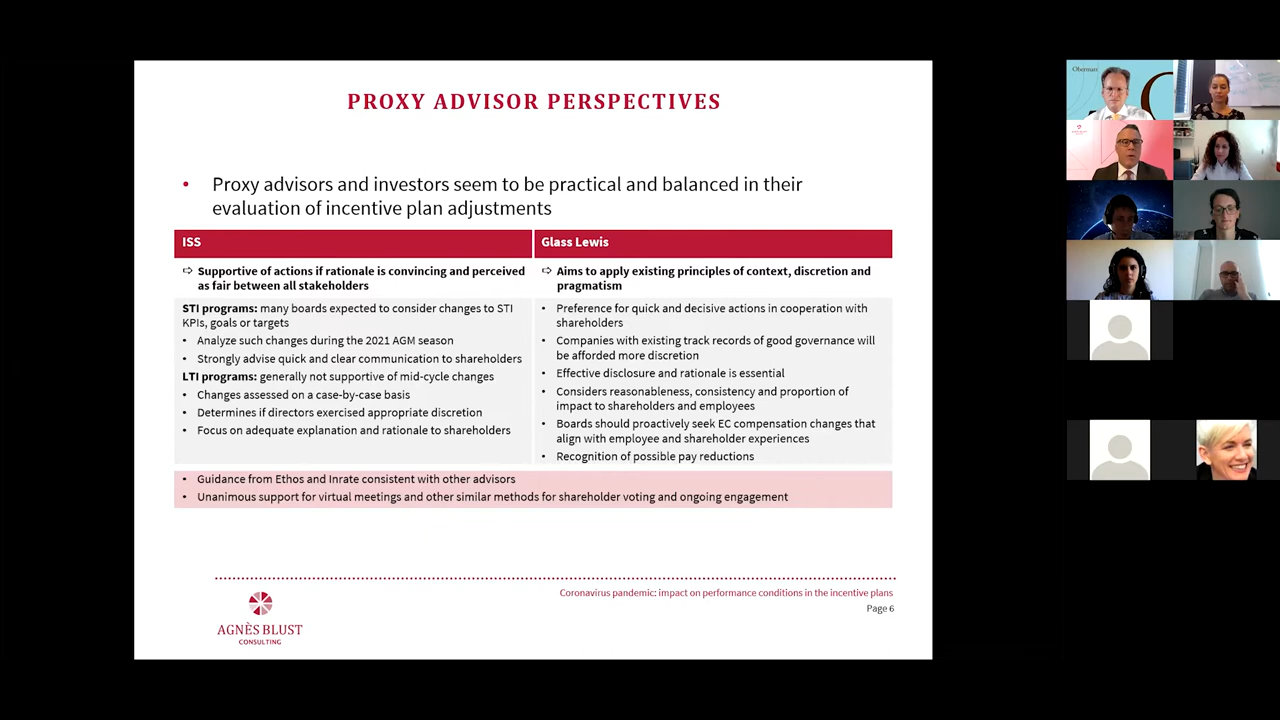 PROXY ADVISOR PERSPECTIVES
• Proxy advisors and investors seem to be practical and balanced in their
evaluation of incentive plan adjustments
ISS
⇨ Supportive of actions if rationale is convincing and perceived
as fair between all stakeholders
STI programs: many boards expected to consider changes to STI
KPIs, goals or targets
• Analyze such changes during the 2021 AGM season
• Strongly advise quick and clear communication to shareholders
LTI programs: generally not supportive of mid-cycle changes
• Changes assessed on a case-by-case basis
• Determines if directors exercised appropriate discretion
• Focus on adequate explanation and rationale to shareholders
Glass Lewis
⇨ Aims to apply existing principles of context, discretion and
pragmatism
• Preference for quick and decisive actions in cooperation with
shareholders
• Companies with existing track records of good governance will
be afforded more discretion
• Effective disclosure and rationale is essential
• Considers reasonableness, consistency and proportion of
impact to shareholders and employees
• Boards should proactively seek EC compensation changes that
align with employee and shareholder experiences
• Recognition of possible pay reductions
• Guidance from Ethos and Inrate consistent with other advisors
• Unanimous support for virtual meetings and other similar methods for shareholder voting and ongoing engagement
Coronavirus pandemic: impact on performance conditions in the incentive plans
Page 6
AGNÈS BLUST
CONSULTING